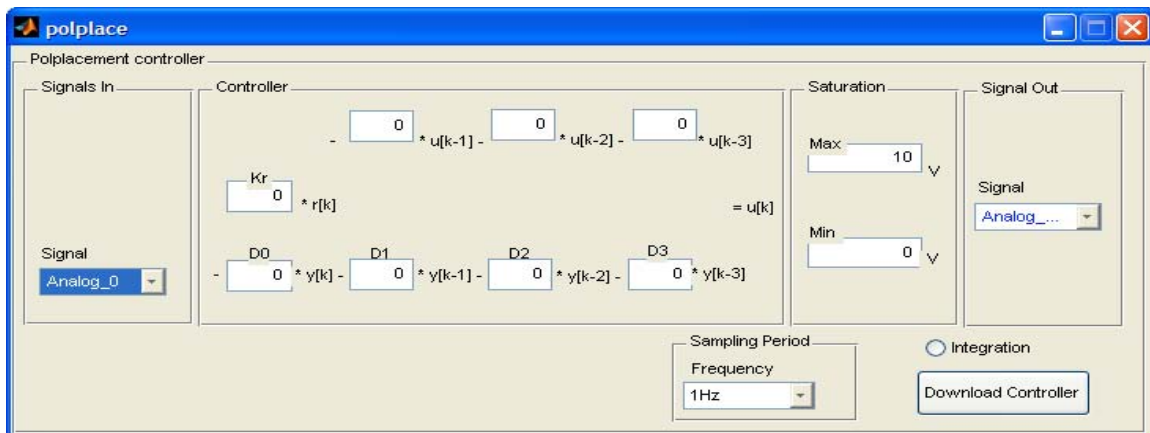 polplace
Polplacement controller
Signals In
Controller
Saturation
Signal Out
- 0 * u[k-1] - 0 * u[k-2] - 0 * u[k-3]
Max
10 V
Kr
0 * r[k]
= u[k]
Signal
Analog_...
Min
0 V
Signal
Analog_0
D0 D1 D2 D3
- 0 * y[k] - 0 * y[k-1] - 0 * y[k-2] - 0 * y[k-3]
Sampling Period
Frequency
1Hz
Integration
Download Controller